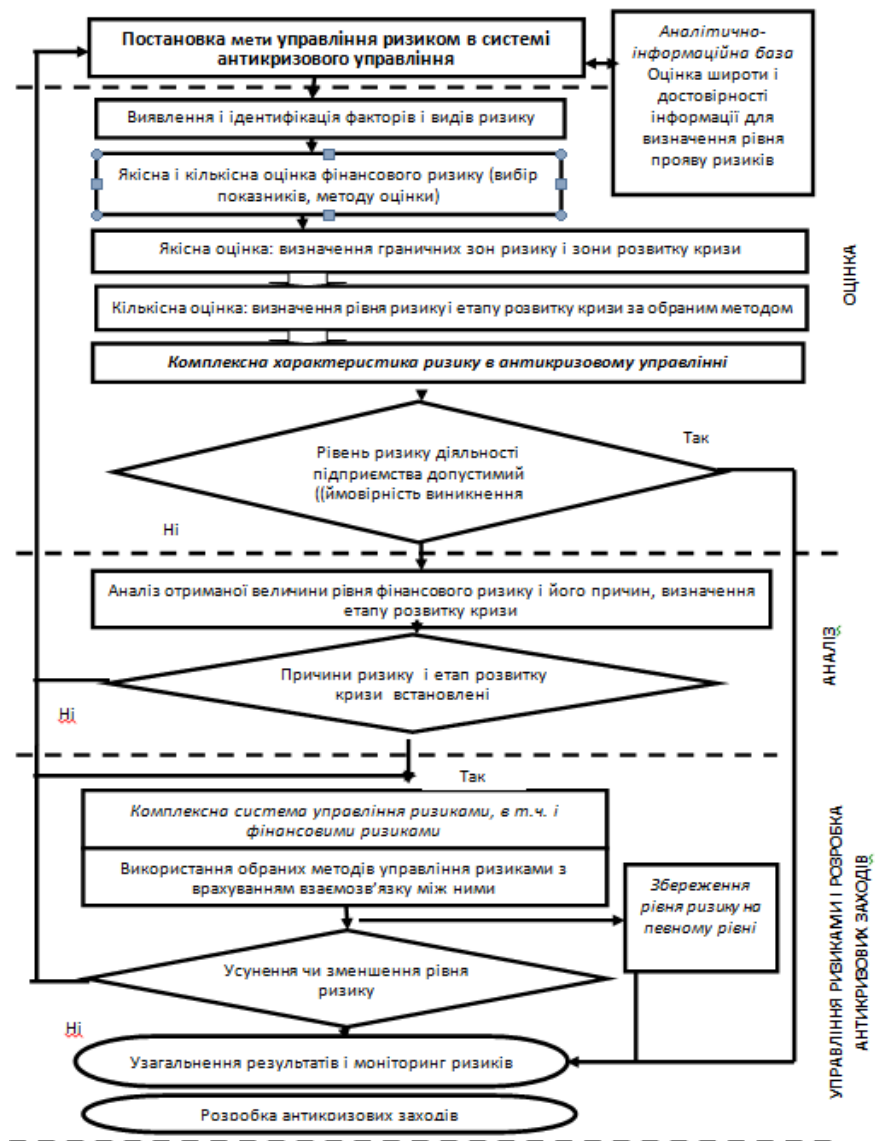 Постановка мети управління ризиком в системі
антикризового управління
Аналітично-
інформаційна база
Оцінка широти і
достовірності
інформації для
визначення рівня
прояву ризиків
Виявлення і ідентифікація факторів і видів ризику
Якісна і кількісна оцінка фінансового ризику (вибір
показників, методу оцінки)
Якісна оцінка: визначення граничних зон ризику і зони розвитку кризи
Кількісна оцінка: визначення рівня ризику і етапу розвитку кризи за обраним методом
Комплексна характеристика ризику в антикризовому управлінні
ОЦІНКА
Рівень ризику діяльності
підприємства допустимий
((ймовірність виникнення
Так
Ні
Аналіз отриманої величини рівня фінансового ризику і його причин, визначення
етапу розвитку кризи
Причини ризику і етап розвитку
кризи встановлені
Ні
АНАЛІЗ
Так
Комплексна система управління ризиками, в т.ч. і
фінансовими ризиками
Використання обраних методів управління ризиками з
врахуванням взаємозв'язку між ними
Збереження
рівня ризику на
певному рівні
Усунення чи зменшення рівня
ризику
Ні
Узагальнення результатів і моніторинг ризиків
Розробка антикризових заходів
УПРАВЛІННЯ РИЗИКАМИ І РОЗРОБКА
АНТИКРИЗОВИХ ЗАХОДІВ